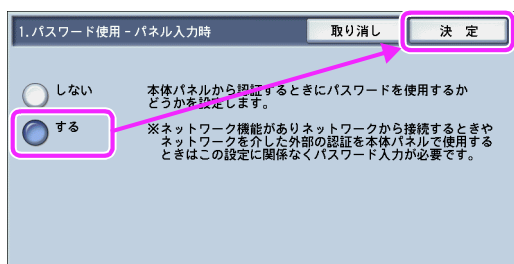 1.パスワード使用－パネル入力時
取り消し
決 定
しない
本体パネルから認証するときにパスワードを使用するか
どうかを設定します。
する
※ネットワーク機能がありネットワークから接続するときや
ネットワークを介した外部の認証を本体パネルで使用する
ときはこの設定に関係なくパスワード入力が必要です。